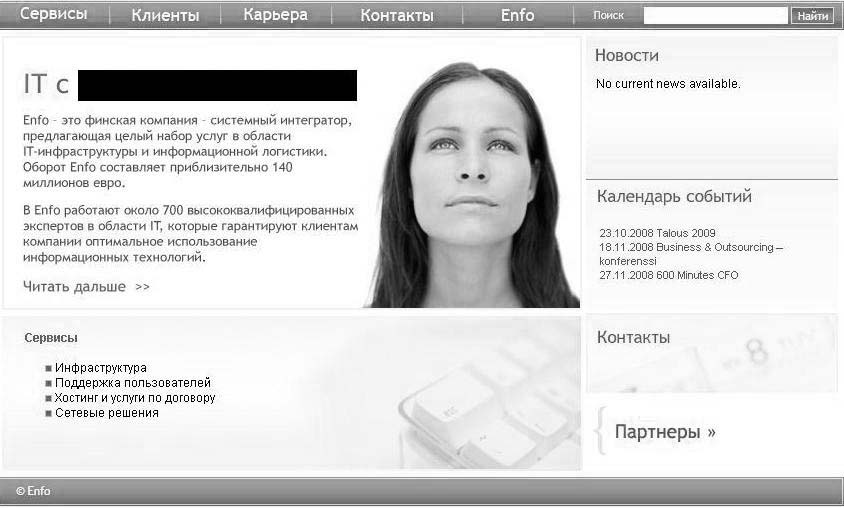 Сервисы Клиенты Карьера Контакты Enfo Поиск Найти
IT с
Enfo – это финская компания – системный интегратор,
предлагающая целый набор услуг в области
IT-инфраструктуры и информационной логистики.
Оборот Enfo составляет приблизительно 140
миллионов евро.
В Enfo работают около 700 высококвалифицированных
экспертов в области IT, которые гарантируют клиентам
компании оптимальное использование
информационных технологий.
Читать дальше >>
Новости
No current news available.
Календарь событий
23.10.2008 Talous 2009
18.11.2008 Business & Outsourcing –
konferenssi
27.11.2008 600 Minutes CFO
Сервисы
Инфраструктура
Поддержка пользователей
Хостинг и услуги по договору
Сетевые решения
ESC
Контакты
8
{ Партнеры »
© Enfo